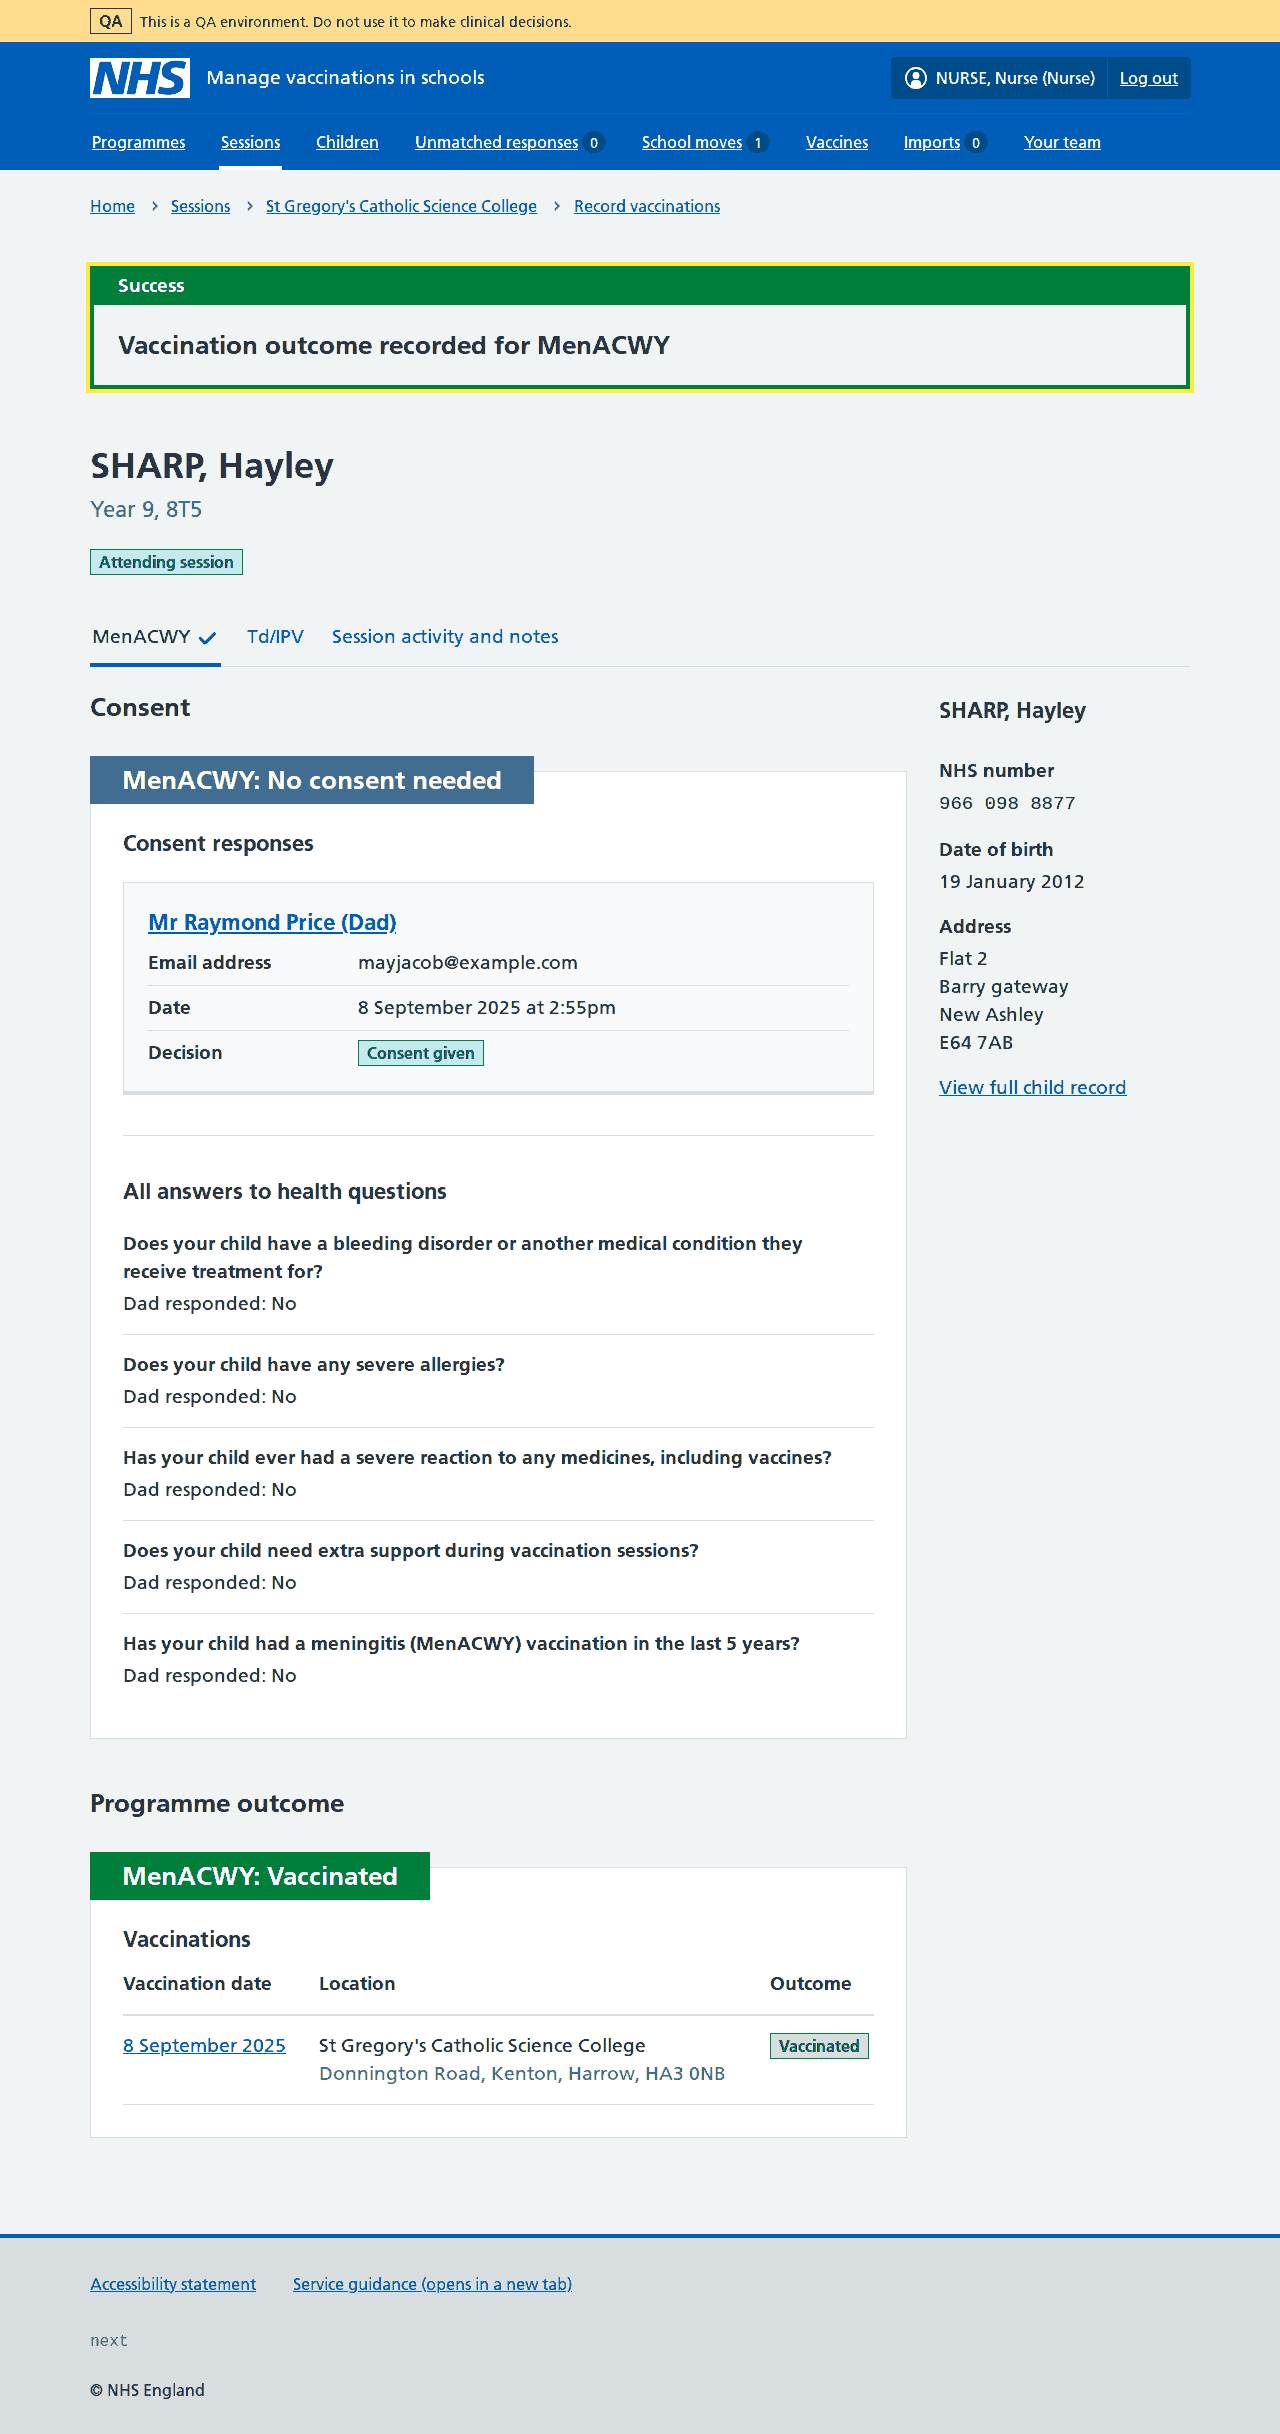 QA This is a QA environment. Do not use it to make clinical decisions.
NHS Manage vaccinations in schools NURSE, Nurse (Nurse) Log out
Programmes Sessions Children Unmatched responses 0 School moves 1 Vaccines Imports 0 Your team
Home Sessions St Gregory's Catholic Science College Record vaccinations
Success
Vaccination outcome recorded for MenACWY
SHARP, Hayley
Year 9, 8T5
Attending session
MenACWY Td/IPV Session activity and notes
Consent
MenACWY: No consent needed
Consent responses
Mr Raymond Price (Dad)
Email address mayjacob@example.com
Date 8 September 2025 at 2:55pm
Decision Consent given
All answers to health questions
Does your child have a bleeding disorder or another medical condition they
receive treatment for?
Dad responded: No
Does your child have any severe allergies?
Dad responded: No
Has your child ever had a severe reaction to any medicines, including vaccines?
Dad responded: No
Does your child need extra support during vaccination sessions?
Dad responded: No
Has your child had a meningitis (MenACWY) vaccination in the last 5 years?
Dad responded: No
SHARP, Hayley
NHS number
966 098 8877
Date of birth
19 January 2012
Address
Flat 2
Barry gateway
New Ashley
E64 7AB
View full child record
Programme outcome
MenACWY: Vaccinated
Vaccinations
Vaccination date Location Outcome
8 September 2025 St Gregory's Catholic Science College Vaccinated
Donnington Road, Kenton, Harrow, HA3 0NB
Accessibility statement Service guidance (opens in a new tab)
next
© NHS England